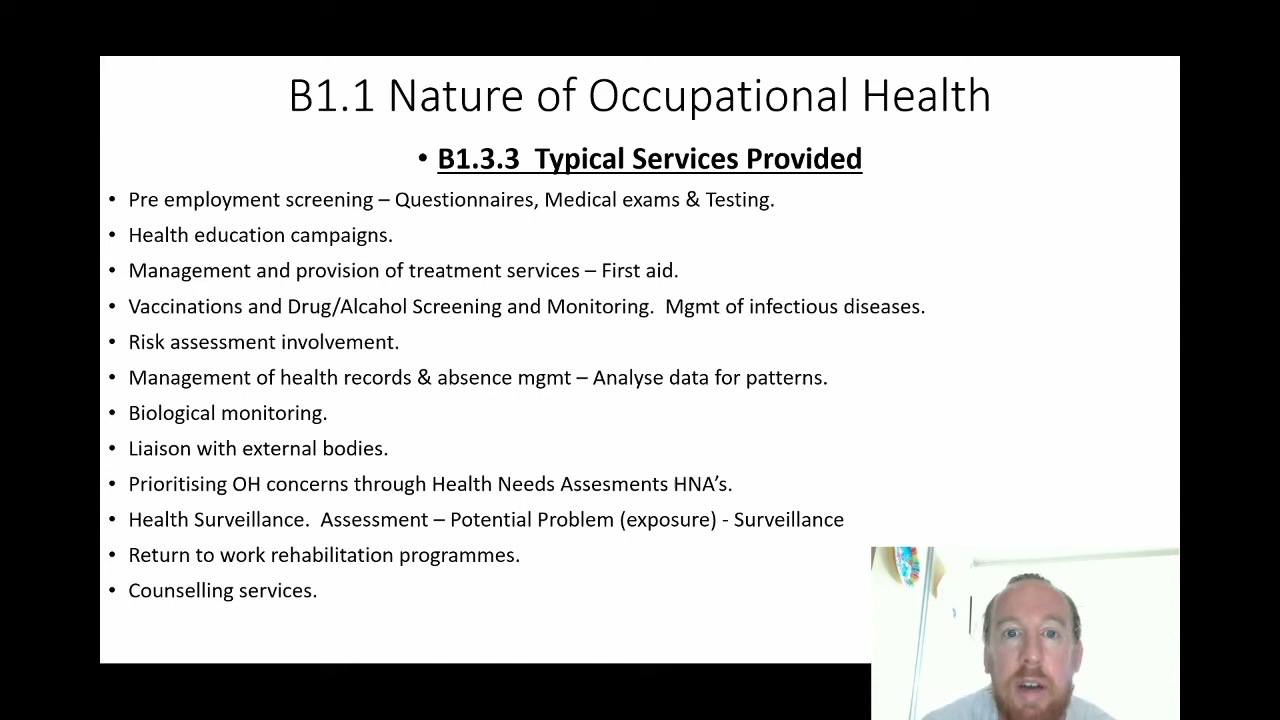 B1.1 Nature of Occupational Health
• B1.3.3 Typical Services Provided
• Pre employment screening – Questionnaires, Medical exams & Testing.
• Health education campaigns.
• Management and provision of treatment services – First aid.
• Vaccinations and Drug/Alcohol Screening and Monitoring. Mgmt of infectious diseases.
• Risk assessment involvement.
• Management of health records & absence mgmt – Analyse data for patterns.
• Biological monitoring.
• Liaison with external bodies.
• Prioritising OH concerns through Health Needs Assesments HNA’s.
• Health Surveillance. Assessment – Potential Problem (exposure) - Surveillance
• Return to work rehabilitation programmes.
• Counselling services.